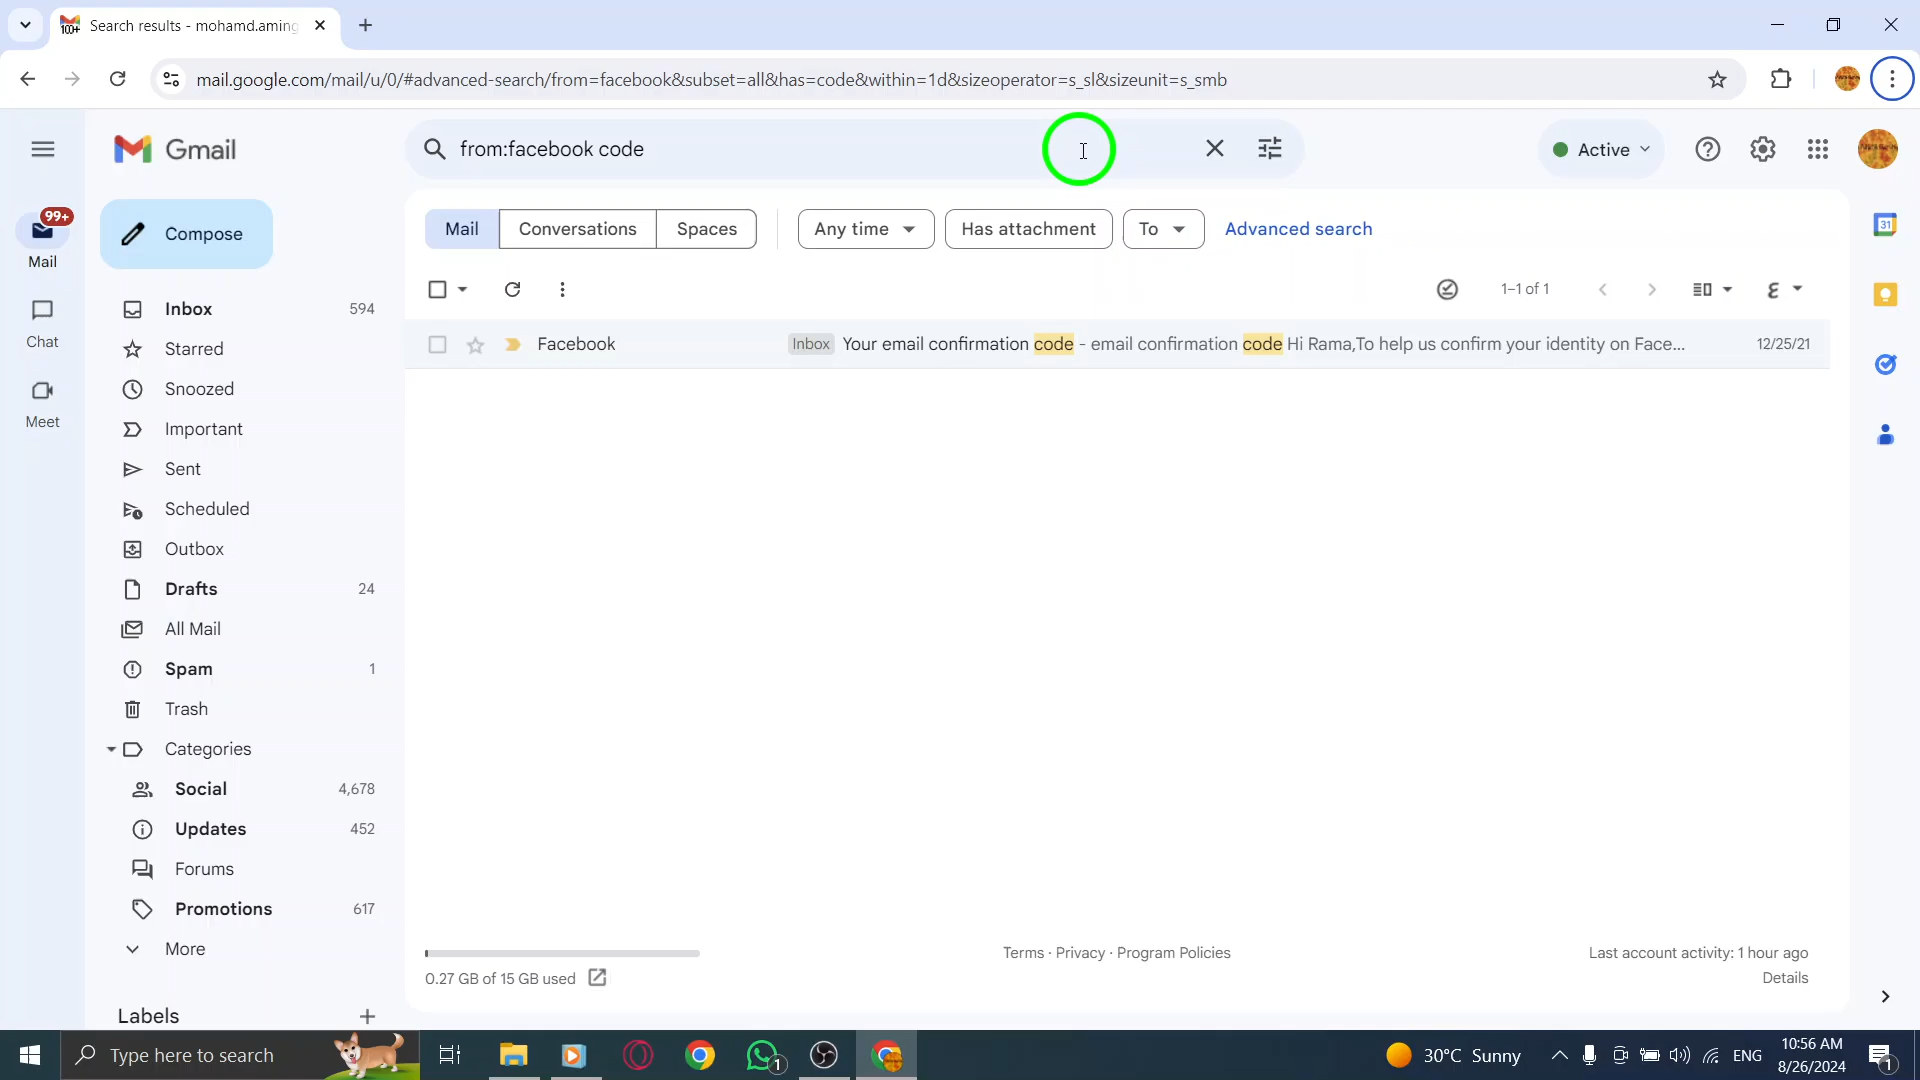 Search results - mohamd.aming
mail.google.com/mail/u/0/#advanced-search/from=facebook&subset=all&has=code&within=1d&sizeoperator=s_sl&sizeunit=s_smb
Gmail
from:facebook code
Active
99+
Mail
Chat
Meet
Compose
Inbox 594
Starred
Snoozed
Important
Sent
Scheduled
Outbox
Drafts 24
All Mail
Spam 1
Trash
Categories
Social 4,678
Updates 452
Forums
Promotions 617
More
Labels
Mail Conversations Spaces Any time Has attachment To Advanced search
1–1 of 1
Facebook Inbox Your email confirmation code - email confirmation code Hi Rama,To help us confirm your identity on Face... 12/25/21
31
0.27 GB of 15 GB used
Terms · Privacy · Program Policies
Last account activity: 1 hour ago
Details
Type here to search
1
30°C Sunny
ENG
10:56 AM
8/26/2024
1